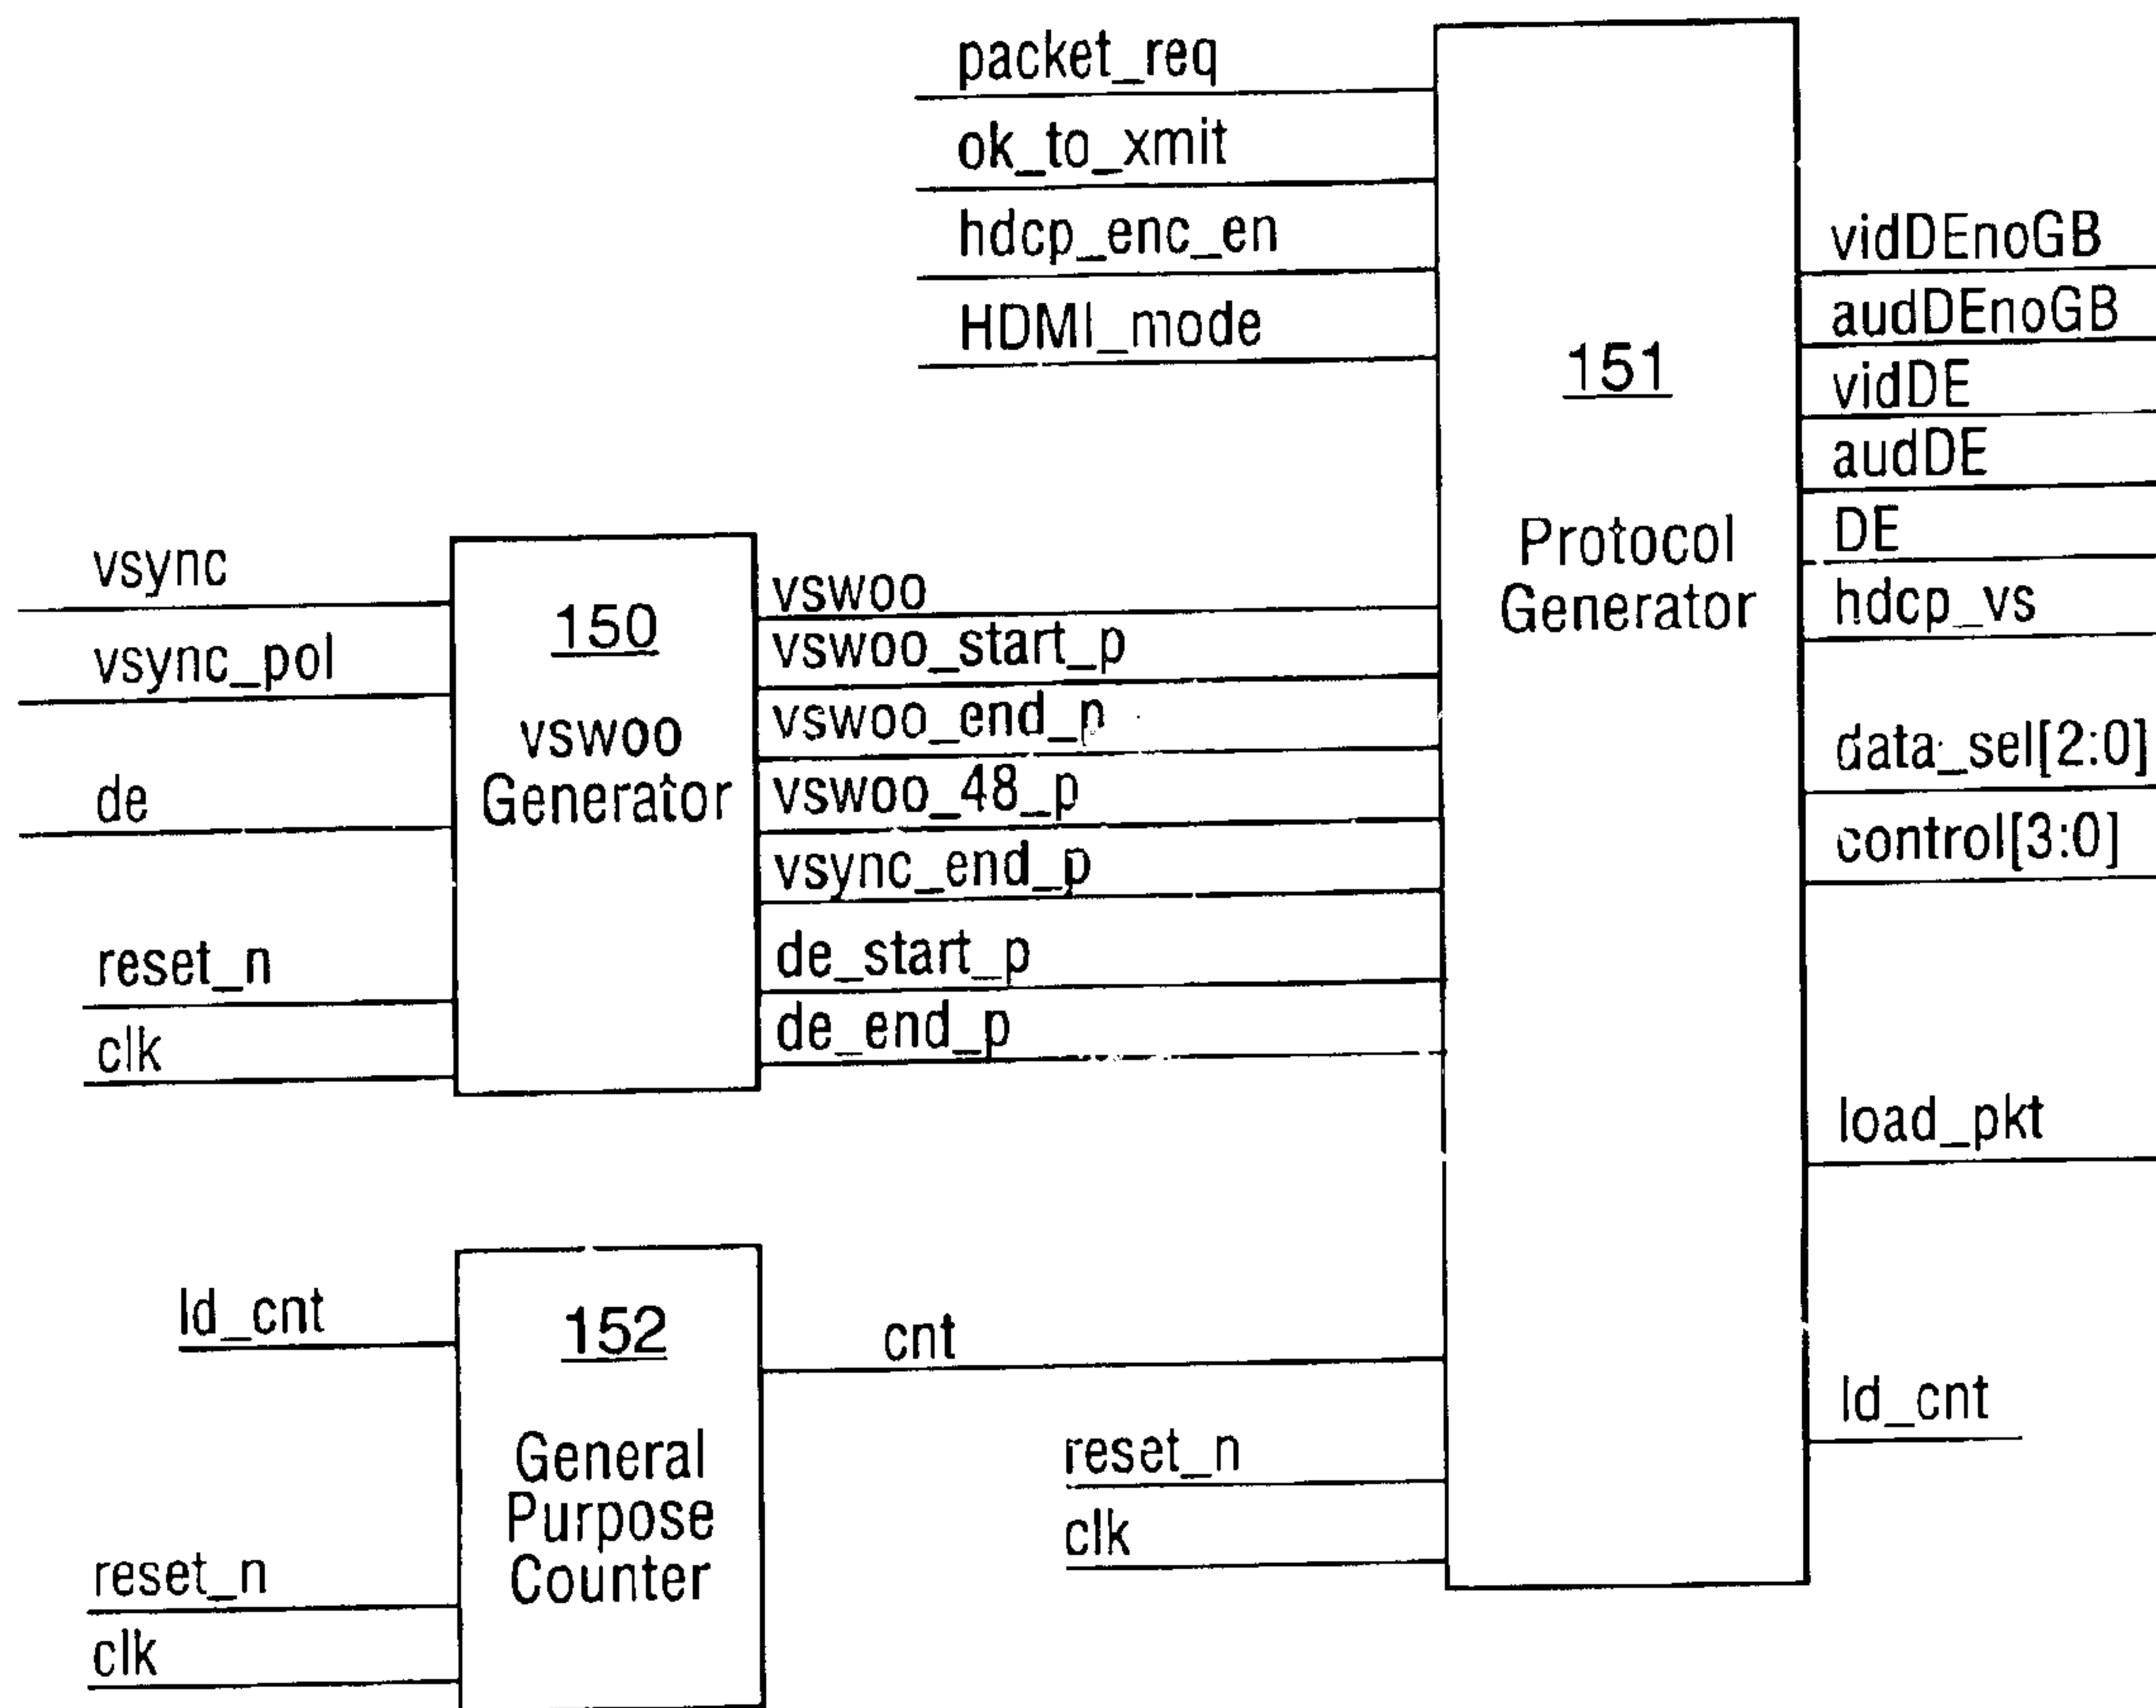 packet_req
ok_to_xmit
hdcp_enc_en
HDMI_mode
151
Protocol
Generator
vidDEnoGB
audDEnoGB
vidDE
audDE
DE
hdcp_vs
data_sel[2:0]
control[3:0]
load_pkt
ld_cnt
vsync
vsync_pol
de
reset_n
clk
150
vswoo
Generator
vswoo
vswoo_start_p
vswoo_end_p
vswoo_48_p
vsync_end_p
de_start_p
de_end_p
ld_cnt
reset_n
clk
152
General
Purpose
Counter
cnt
reset_n
clk